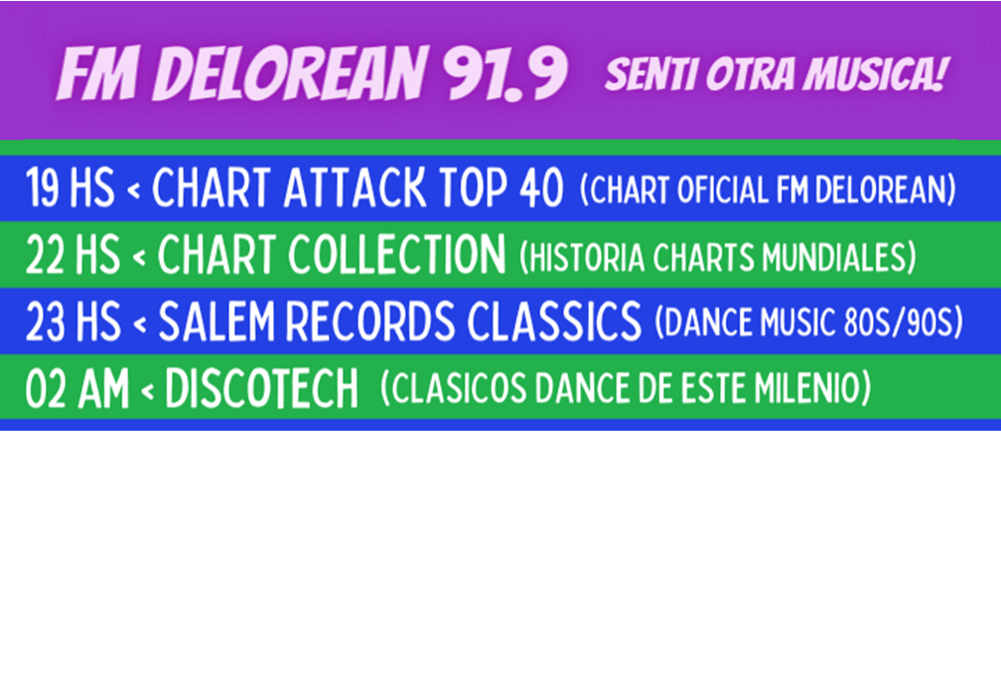 FM DELOREAN 91.9 SENTI OTRA MUSICA!
19 HS < CHART ATTACK TOP 40 (CHART OFICIAL FM DELOREAN)
22 HS < CHART COLLECTION (HISTORIA CHARTS MUNDIALES)
23 HS < SALEM RECORDS CLASSICS (DANCE MUSIC 80S/90S)
02 AM < DISCOTECH (CLASICOS DANCE DE ESTE MILENIO)